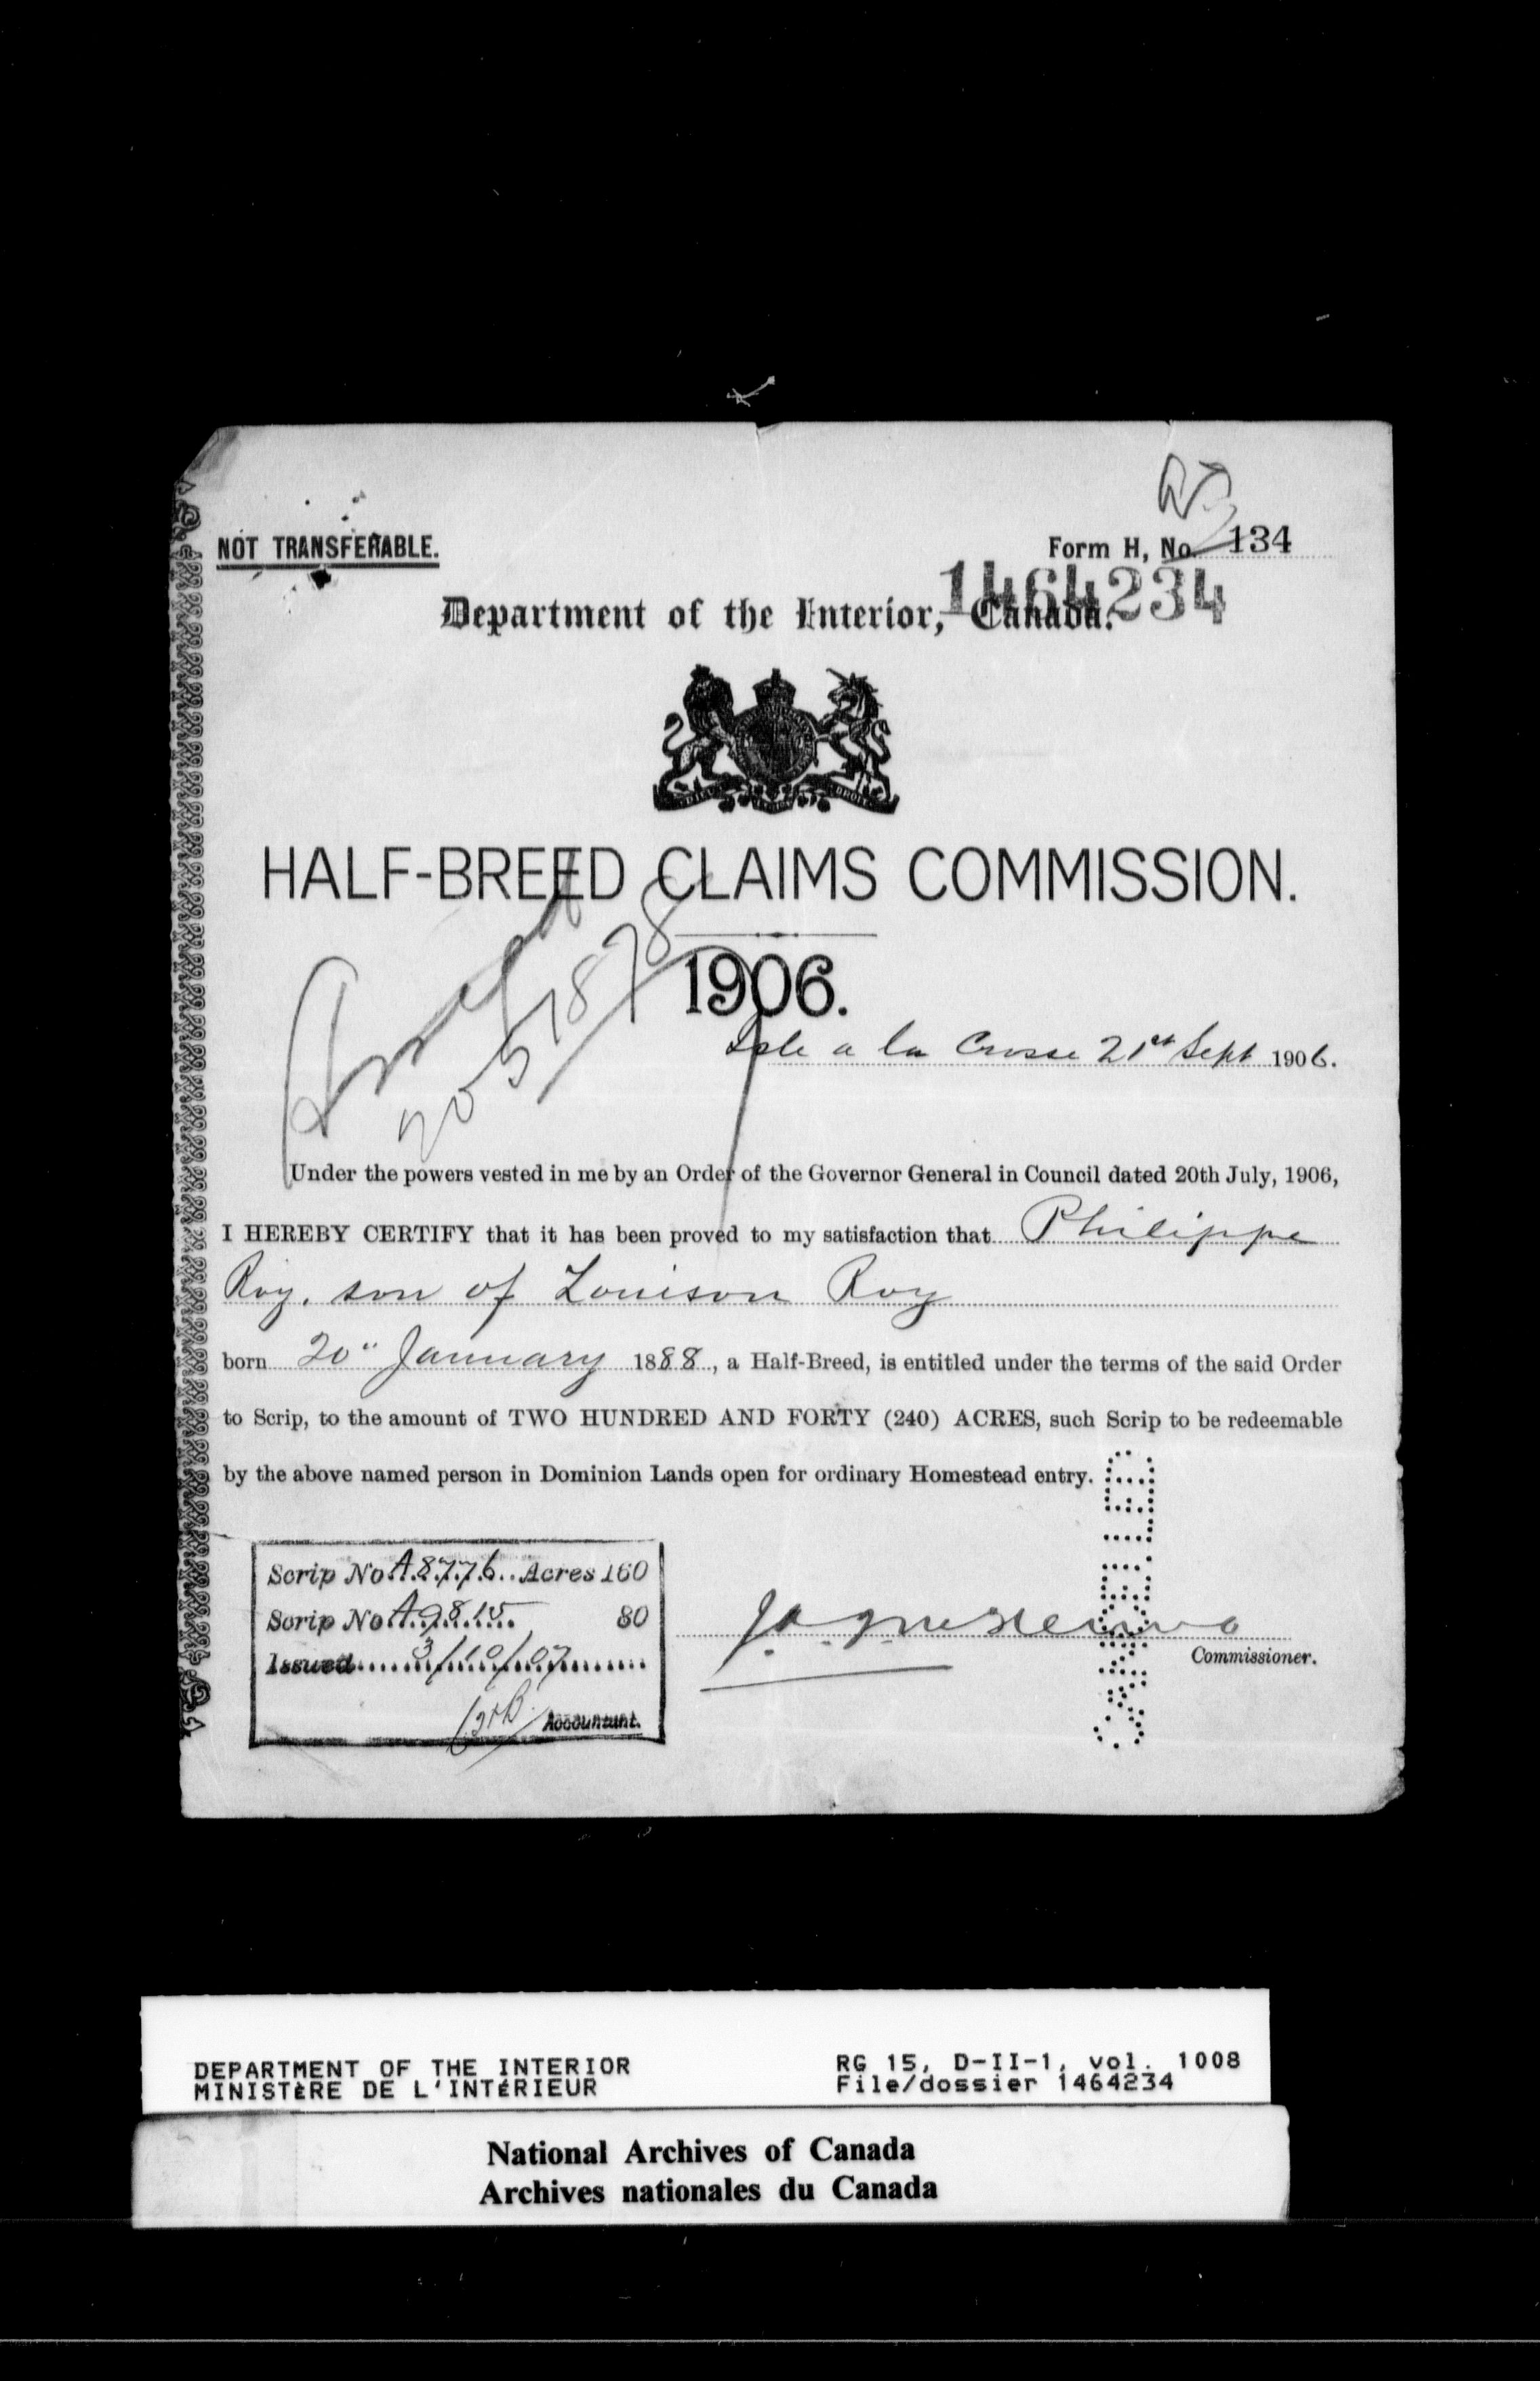 NOT TRANSFERABLE.
Form H, No. 134
1464234
Department of the Interior, Canada.
HALF-BREED CLAIMS COMMISSION.
1906.
Isle a la Crosse 21st Sept 1906.
Under the powers vested in me by an Order of the Governor General in Council dated 20th July, 1906,
I HEREBY CERTIFY that it has been proved to my satisfaction that Philippe
Roy, son of Louison Roy
born 20" January 1888, a Half-Breed, is entitled under the terms of the said Order
to Scrip, to the amount of TWO HUNDRED AND FORTY (240) ACRES, such Scrip to be redeemable
by the above named person in Dominion Lands open for ordinary Homestead entry.
Scrip No. A.8776 Acres 160
Scrip No. A9815 80
Issued 3/10/07
Accountant.
Commissioner.
DEPARTMENT OF THE INTERIOR
MINISTÈRE DE L'INTÉRIEUR
RG 15, D-II-1, vol. 1008
File/dossier 1464234
National Archives of Canada
Archives nationales du Canada